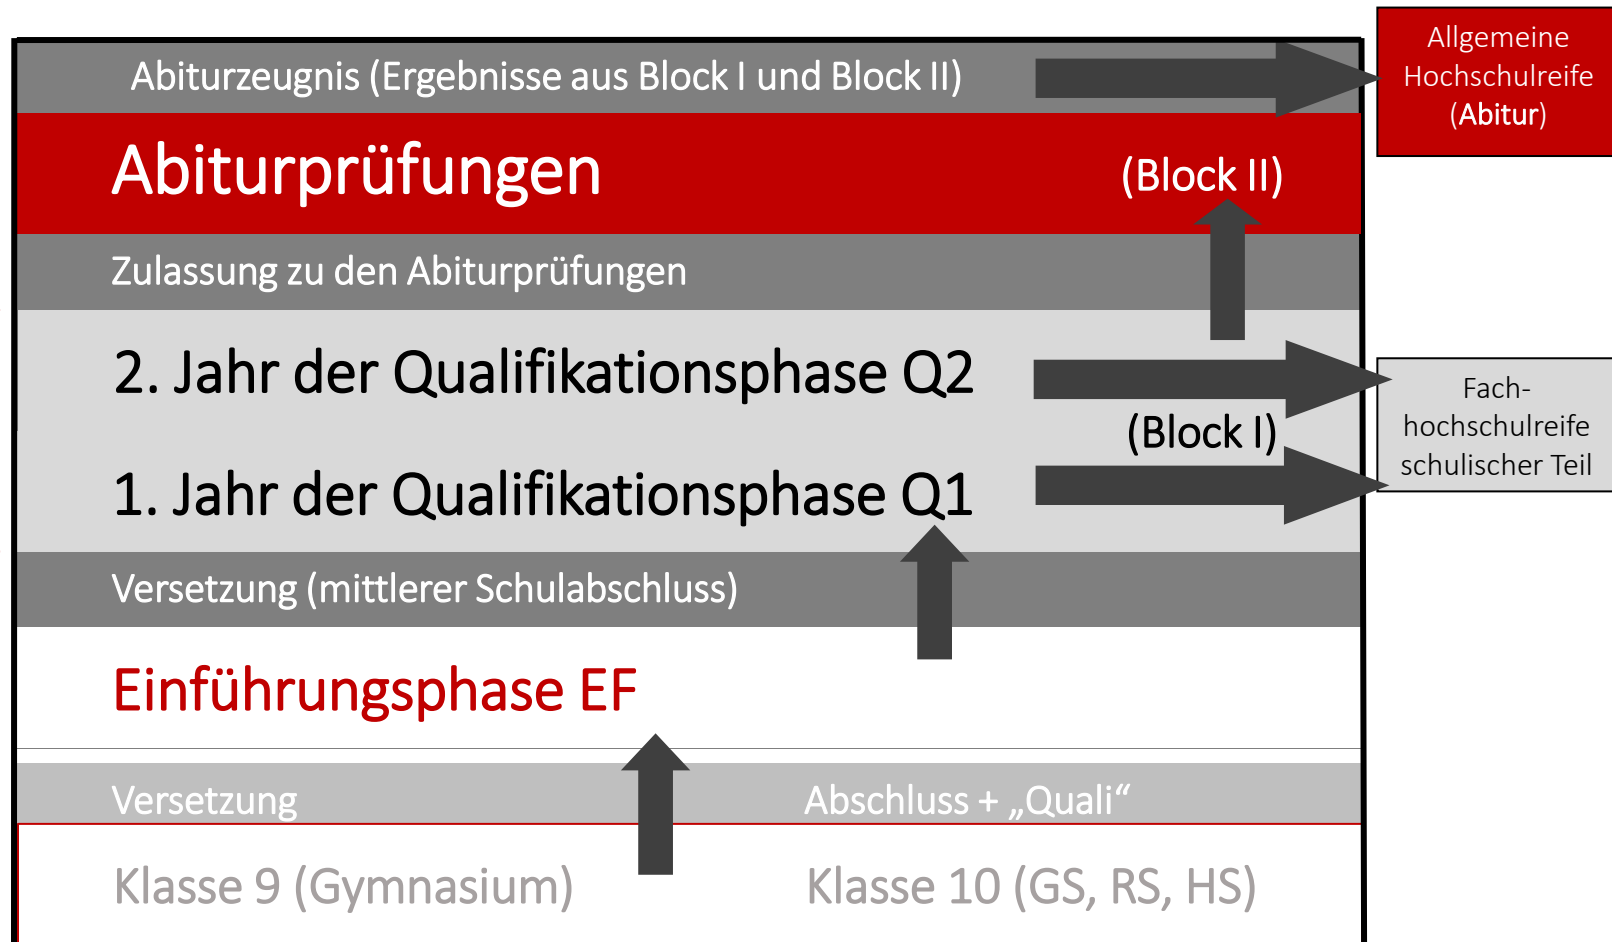 Abiturzeugnis (Ergebnisse aus Block I und Block II)
Allgemeine
Hochschulreife
(Abitur)
Abiturprüfungen (Block II)
Zulassung zu den Abiturprüfungen
2. Jahr der Qualifikationsphase Q2
(Block I)
Fach-
hochschulreife
schulischer Teil
1. Jahr der Qualifikationsphase Q1
Versetzung (mittlerer Schulabschluss)
Einführungsphase EF
Versetzung Abschluss + „Quali“
Klasse 9 (Gymnasium) Klasse 10 (GS, RS, HS)